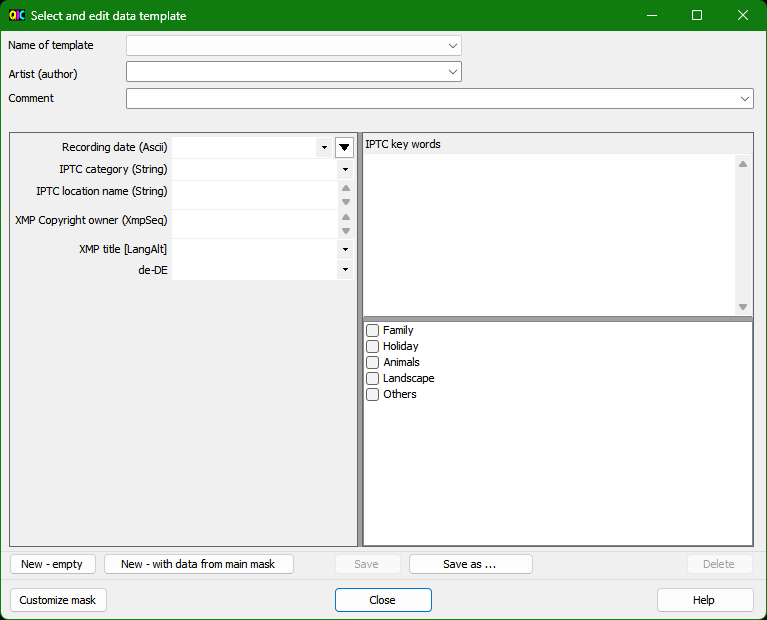 QIC Select and edit data template
Name of template
Artist (author)
Comment
Recording date (Ascii)
IPTC category (String)
IPTC location name (String)
XMP Copyright owner (XmpSeq)
XMP title [LangAlt]
de-DE
IPTC key words
Family
Holiday
Animals
Landscape
Others
New - empty New - with data from main mask Save Save as ... Delete
Customize mask Close Help